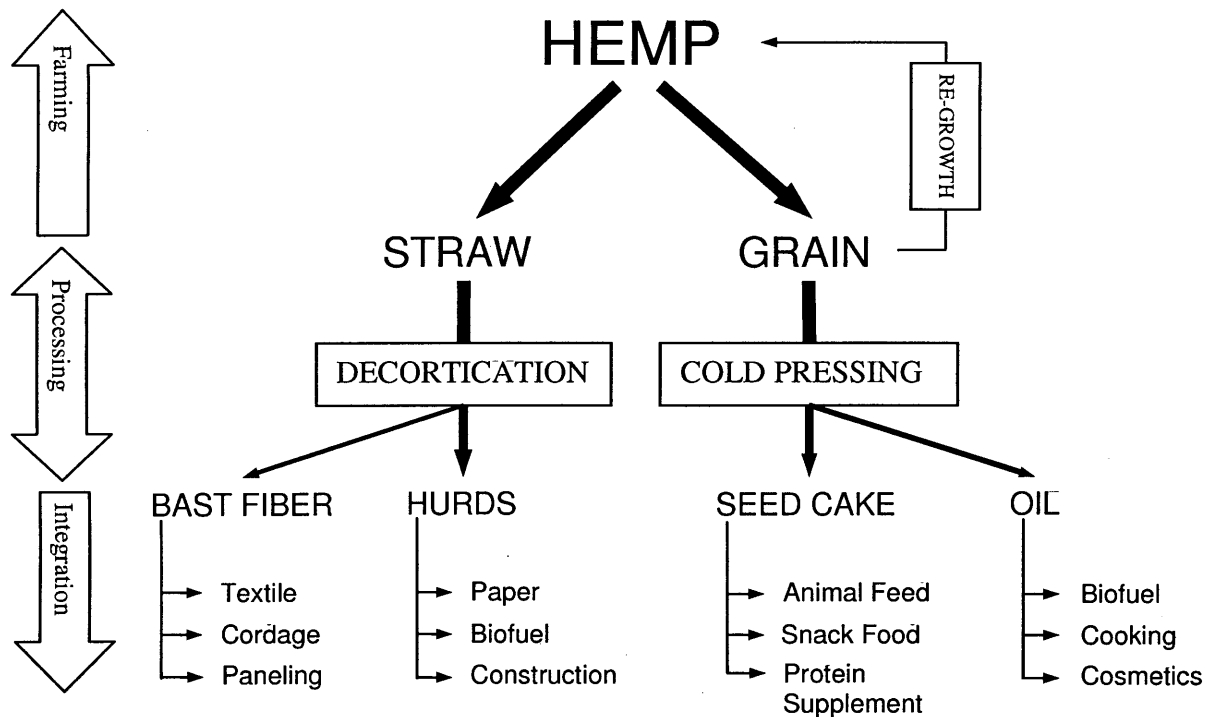 HEMP
Farming
RE-GROWTH
STRAW
GRAIN
Processing
DECORTICATION
COLD PRESSING
BAST FIBER
HURDS
SEED CAKE
OIL
Integration
Textile
Cordage
Paneling
Paper
Biofuel
Construction
Animal Feed
Snack Food
Protein
Supplement
Biofuel
Cooking
Cosmetics